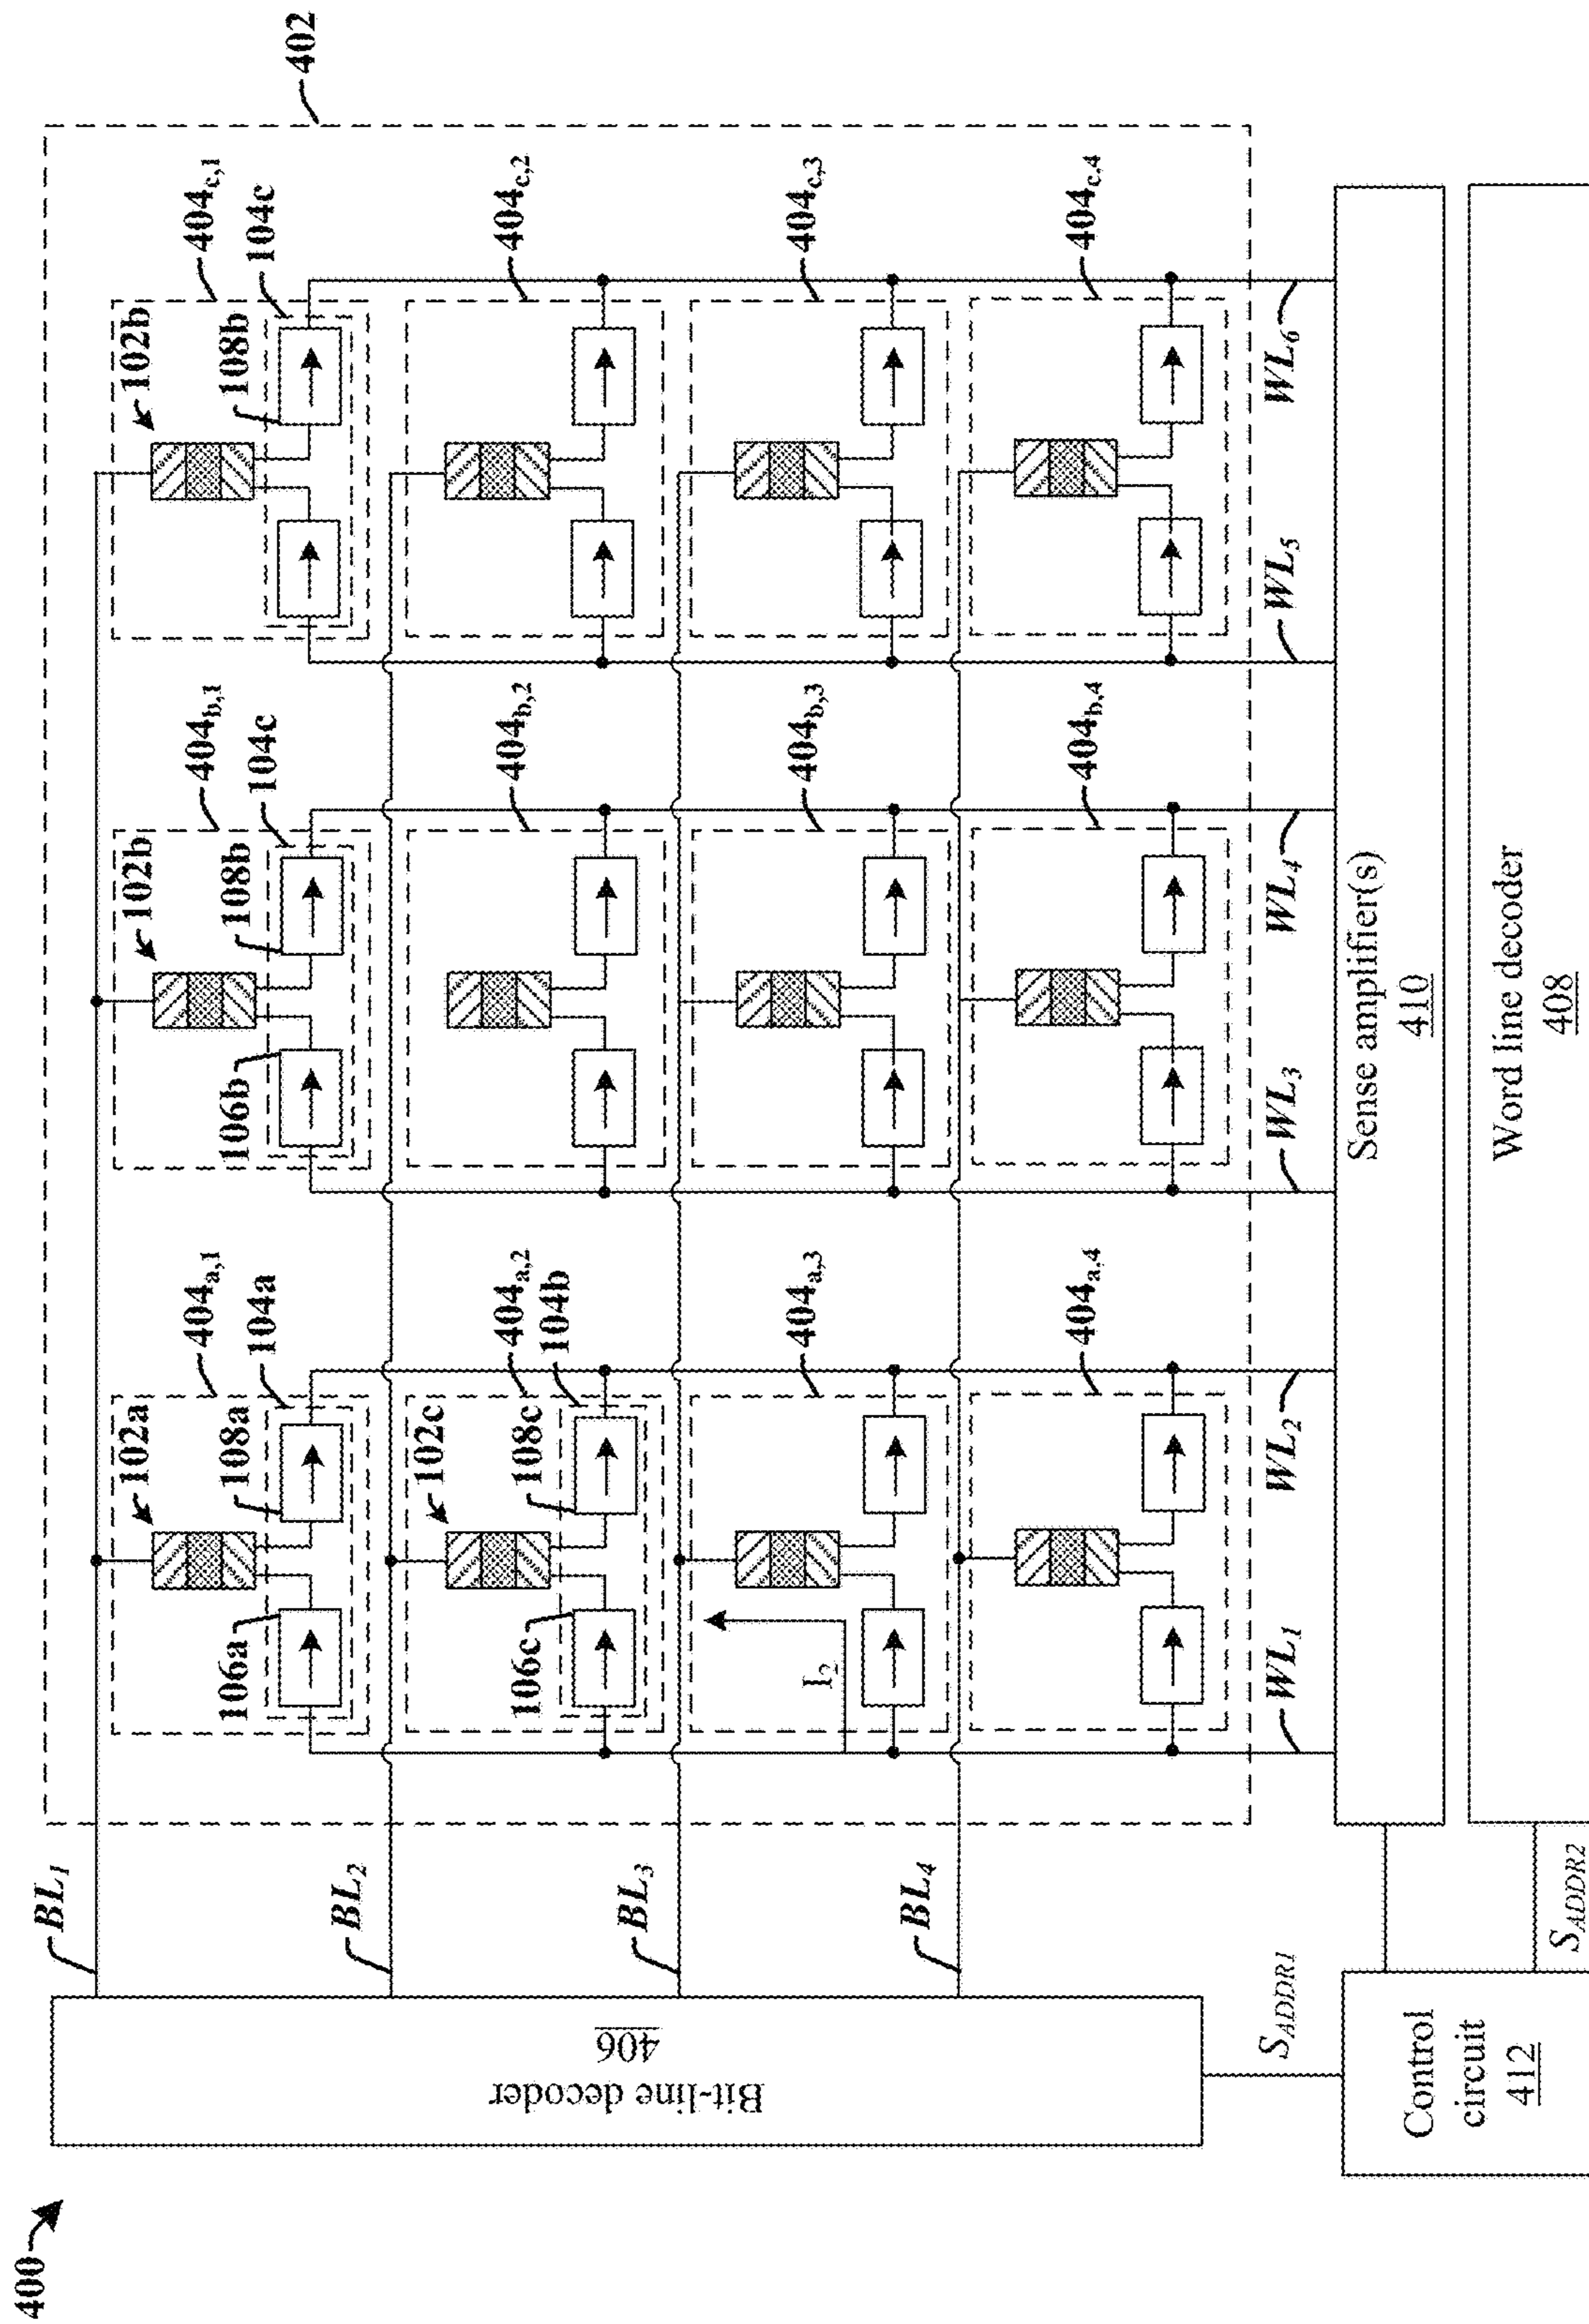 400
402
BL1
102a
404a,1
104a
106a
108a
102b
404b,1
104c
106b
108b
102b
404c,1
104c
108b
BL2
102c
404a,2
104b
106c
108c
404b,2
404c,2
BL3
I2
404a,3
404b,3
404c,3
BL4
404a,4
404b,4
404c,4
WL1
WL2
WL3
WL4
WL5
WL6
Bit-line decoder
406
SADDR1
Sense amplifier(s)
410
Control
circuit
412
SADDR2
Word line decoder
408